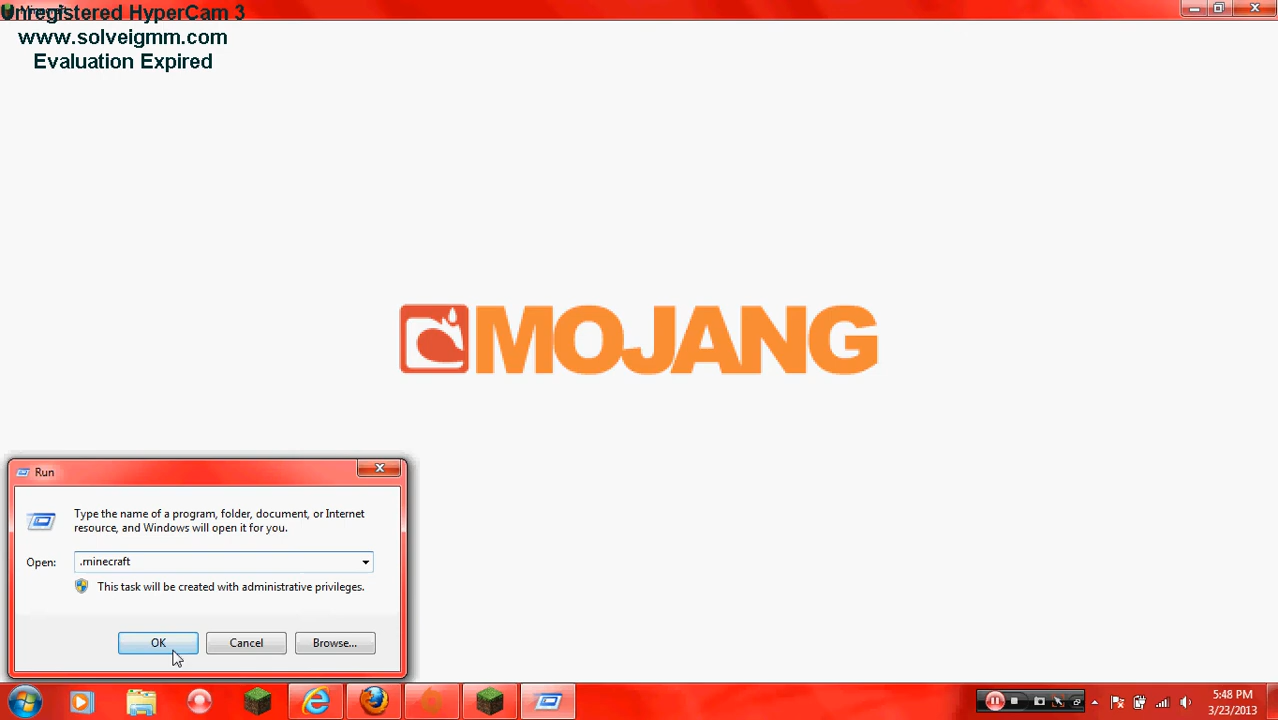 Unregistered HyperCam 3
www.solveigmm.com
Evaluation Expired
MOJANG
Run
Type the name of a program, folder, document, or Internet
resource, and Windows will open it for you.
Open:
.minecraft
This task will be created with administrative privileges.
OK
Cancel
Browse...
5:48 PM
3/23/2013